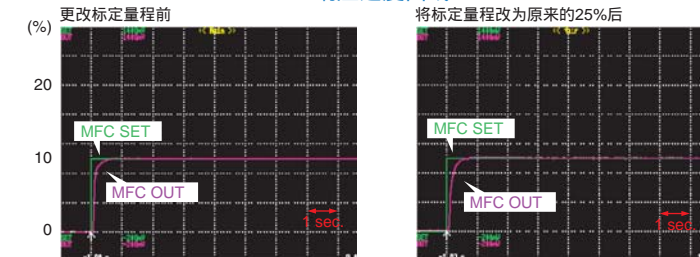 更改标定量程前
将标定量程改为原来的25%后
(%)
20
10
0
MFC SET
MFC OUT
1 sec.
MFC SET
MFC OUT
1 sec.